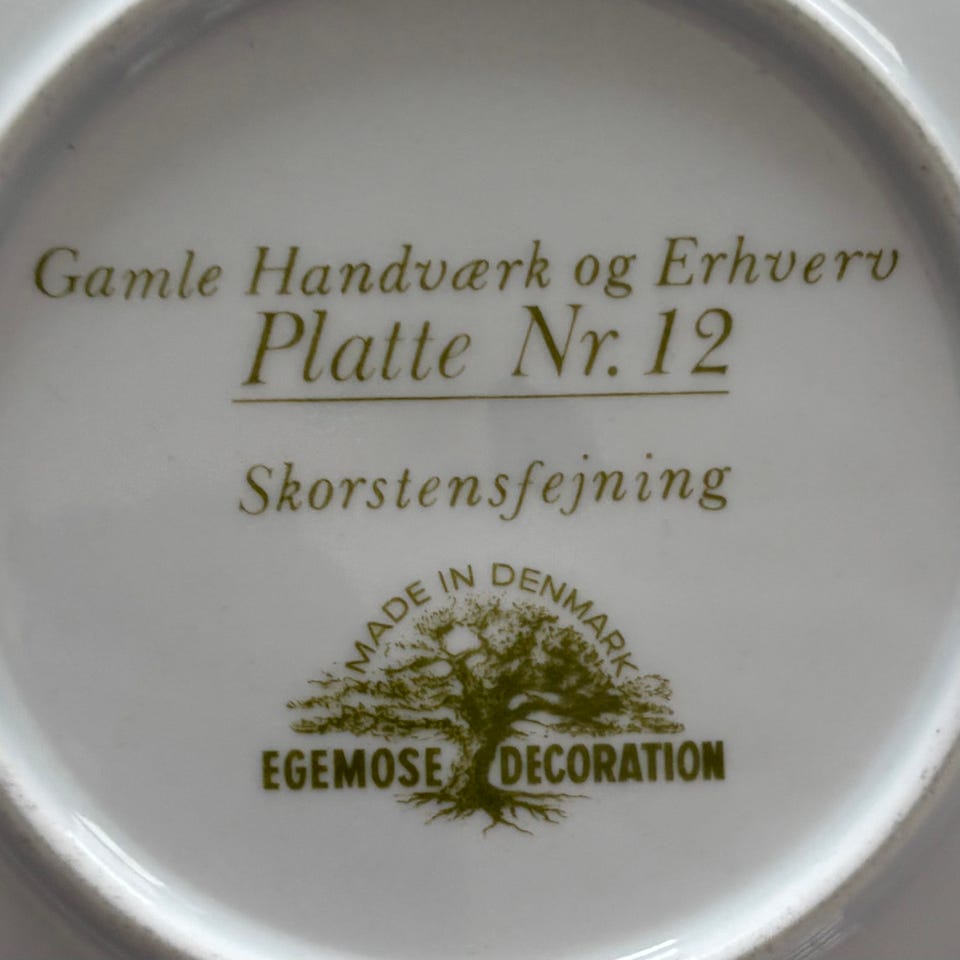 Gamle Handværk og Erhverv
Platte Nr. 12
Skorstensfejning
MADE IN DENMARK
EGEMOSE DECORATION